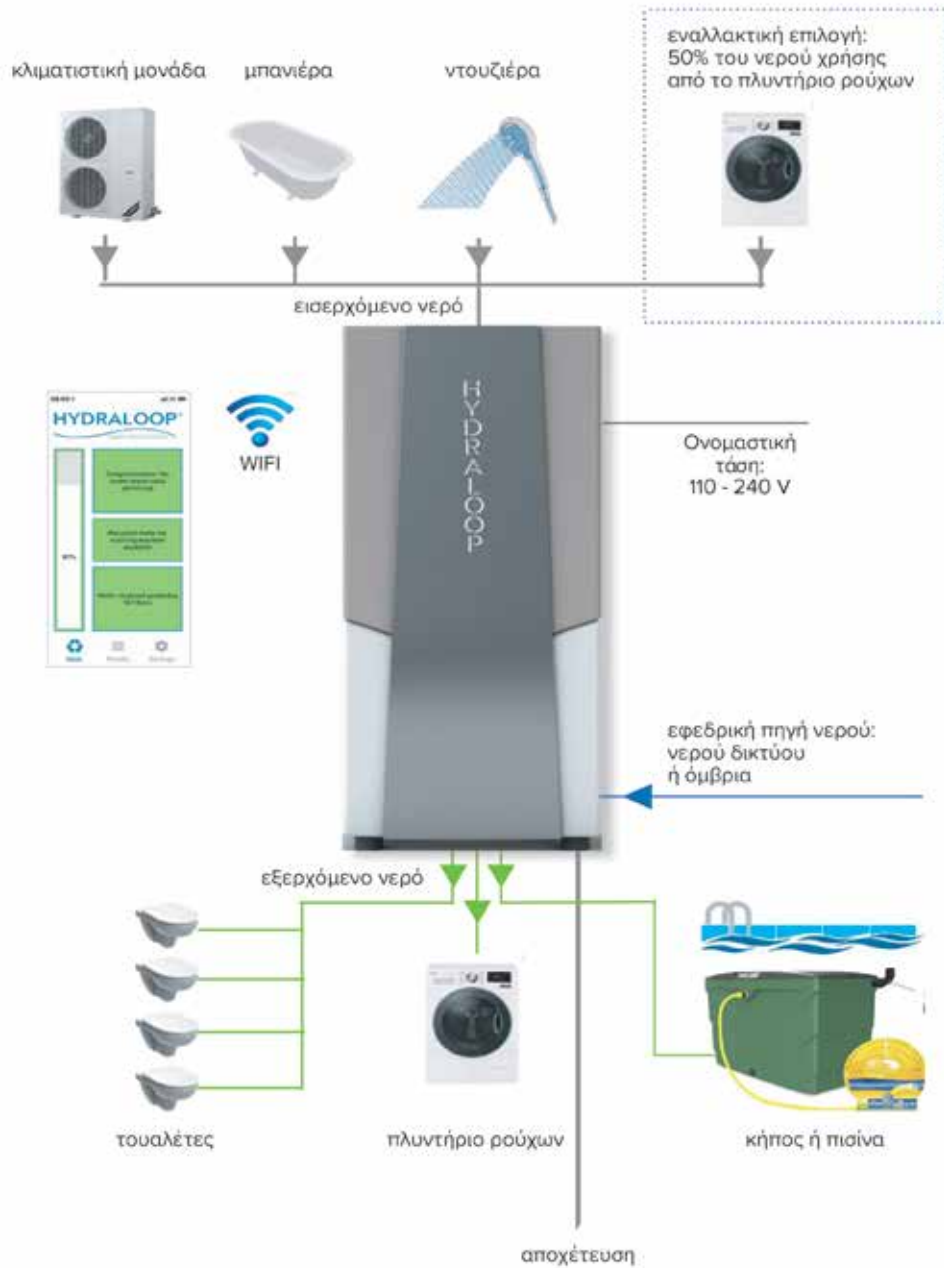 κλιματιστική μονάδα
μπανιέρα
ντουζιέρα
εναλλακτική επιλογή:
50% του νερού χρήσης
από το πλυντήριο ρούχων
εισερχόμενο νερό
HYDRALOOP
WIFI
HYDRALOOP
Ονομαστική
τάση:
110 - 240 V
εφεδρική πηγή νερού:
νερού δικτύου
ή όμβρια
εξερχόμενο νερό
τουαλέτες
πλυντήριο ρούχων
κήπος ή πισίνα
αποχέτευση